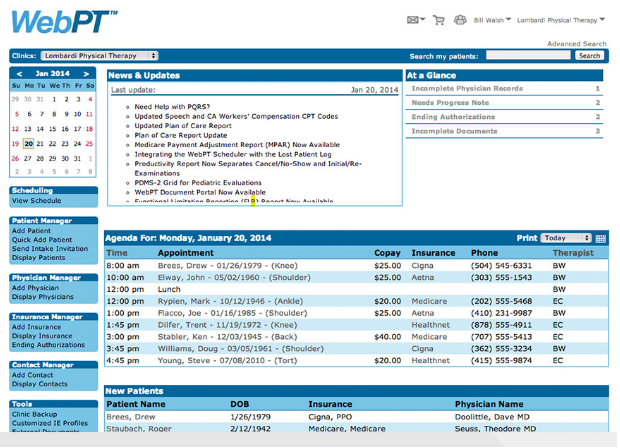 WebPT™
Bill Walsh Lombardi Physical Therapy
Advanced Search
Clinics: Lombardi Physical Therapy Search my patients: Search
< Jan 2014 >
Su Mo Tu We Th Fr Sa
29 30 31 1 2 3 4
5 6 7 8 9 10 11
12 13 14 15 16 17 18
19 20 21 22 23 24 25
26 27 28 29 30 31 1
2 3 4 5 6 7 8
Scheduling
View Schedule
Patient Manager
Add Patient
Quick Add Patient
Send Intake Invitation
Display Patients
Physician Manager
Add Physician
Display Physicians
Insurance Manager
Add Insurance
Display Insurance
Ending Authorizations
Contact Manager
Add Contact
Display Contacts
Tools
Clinic Backup
Customized IE Profiles
External Documents
News & Updates
Last update: Jan 20, 2014
Need Help with PQRS?
Updated Speech and CA Workers' Compensation CPT Codes
Updated Plan of Care Report
Plan of Care Report Update
Medicare Payment Adjustment Report (MPAR) Now Available
Integrating the WebPT Scheduler with the Lost Patient Log
Productivity Report Now Separates Cancel/No-Show and Initial/Re-
Examinations
PDMS-2 Grid for Pediatric Evaluations
WebPT Document Portal Now Available
Functional Limitation Reporting (FLR) Report Now Available
At a Glance
Incomplete Physician Records 1
Needs Progress Note 2
Ending Authorizations 2
Incomplete Documents 3
Agenda For: Monday, January 20, 2014 Print Today
Time Appointment Copay Insurance Phone Therapist
8:00 am Brees, Drew - 01/26/1979 - (Knee) $25.00 Cigna (504) 545-6331 BW
10:00 am Elway, John - 05/02/1960 - (Shoulder) $25.00 Aetna (303) 555-1543 BW
12:00 pm Lunch BW
12:00 pm Rypien, Mark - 10/12/1946 - (Ankle) $20.00 Medicare (202) 555-5468 EC
1:00 pm Flacco, Joe - 01/16/1985 - (Shoulder) $25.00 Aetna (410) 231-9987 BW
1:45 pm Dilfer, Trent - 11/19/1972 - (Knee) Healthnet (878) 555-4911 EC
3:00 pm Stabler, Ken - 12/03/1945 - (Back) $40.00 Medicare (707) 555-5413 EC
3:45 pm Williams, Doug - 03/05/1961 - (Shoulder) Cigna (362) 555-3234 BW
4:45 pm Young, Steve - 07/08/2010 - (Tort) $20.00 Healthnet (415) 555-9874 EC
New Patients
Patient Name DOB Insurance Physician Name
Brees, Drew 1/26/1979 Cigna, PPO Doolittle, Dave MD
Staubach, Roger 2/12/1942 Medicare, Medicare Seuss, Theodore MD